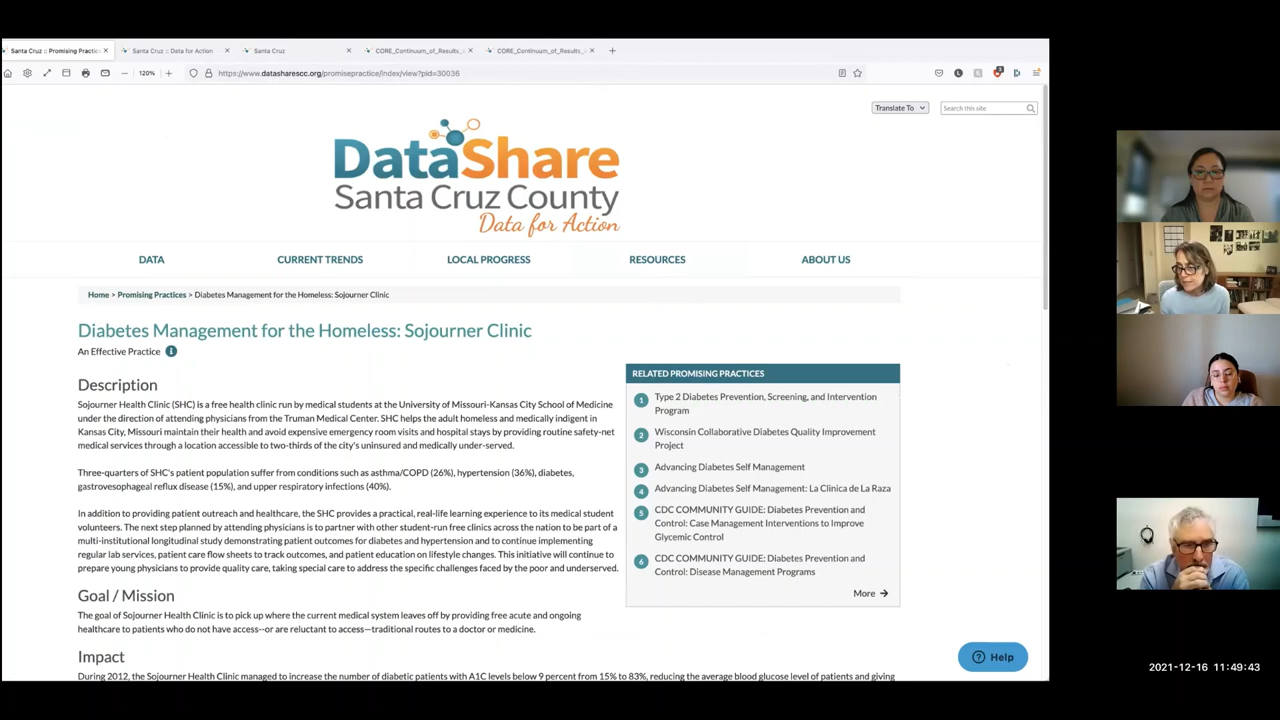 Santa Cruz :: Promising Practic
Santa Cruz :: Data for Action
Santa Cruz
CORE_Continuum_of_Results_
CORE_Continuum_of_Results_
120%
https://www.datasharescc.org/promisepractice/index/view?pid=30036
Translate To
Search this site
DataShare
Santa Cruz County
Data for Action
DATA
CURRENT TRENDS
LOCAL PROGRESS
RESOURCES
ABOUT US
Home > Promising Practices > Diabetes Management for the Homeless: Sojourner Clinic
Diabetes Management for the Homeless: Sojourner Clinic
An Effective Practice
Description
Sojourner Health Clinic (SHC) is a free health clinic run by medical students at the University of Missouri-Kansas City School of Medicine
under the direction of attending physicians from the Truman Medical Center. SHC helps the adult homeless and medically indigent in
Kansas City, Missouri maintain their health and avoid expensive emergency room visits and hospital stays by providing routine safety-net
medical services through a location accessible to two-thirds of the city's uninsured and medically under-served.
Three-quarters of SHC's patient population suffer from conditions such as asthma/COPD (26%), hypertension (36%), diabetes,
gastroesophageal reflux disease (15%), and upper respiratory infections (40%).
In addition to providing patient outreach and healthcare, the SHC provides a practical, real-life learning experience to its medical student
volunteers. The next step planned by attending physicians is to partner with other student-run free clinics across the nation to be part of a
multi-institutional longitudinal study demonstrating patient outcomes for diabetes and hypertension and to continue implementing
regular lab services, patient care flow sheets to track outcomes, and patient education on lifestyle changes. This initiative will continue to
prepare young physicians to provide quality care, taking special care to address the specific challenges faced by the poor and underserved.
Goal / Mission
The goal of Sojourner Health Clinic is to pick up where the current medical system leaves off by providing free acute and ongoing
healthcare to patients who do not have access--or are reluctant to access—traditional routes to a doctor or medicine.
Impact
During 2012, the Sojourner Health Clinic managed to increase the number of diabetic patients with A1C levels below 9 percent from 15% to 83%, reducing the average blood glucose level of patients and giving
RELATED PROMISING PRACTICES
1 Type 2 Diabetes Prevention, Screening, and Intervention
Program
2 Wisconsin Collaborative Diabetes Quality Improvement
Project
3 Advancing Diabetes Self Management
4 Advancing Diabetes Self Management: La Clinica de La Raza
5 CDC COMMUNITY GUIDE: Diabetes Prevention and
Control: Case Management Interventions to Improve
Glycemic Control
6 CDC COMMUNITY GUIDE: Diabetes Prevention and
Control: Disease Management Programs
More
Help
2021-12-16 11:49:43